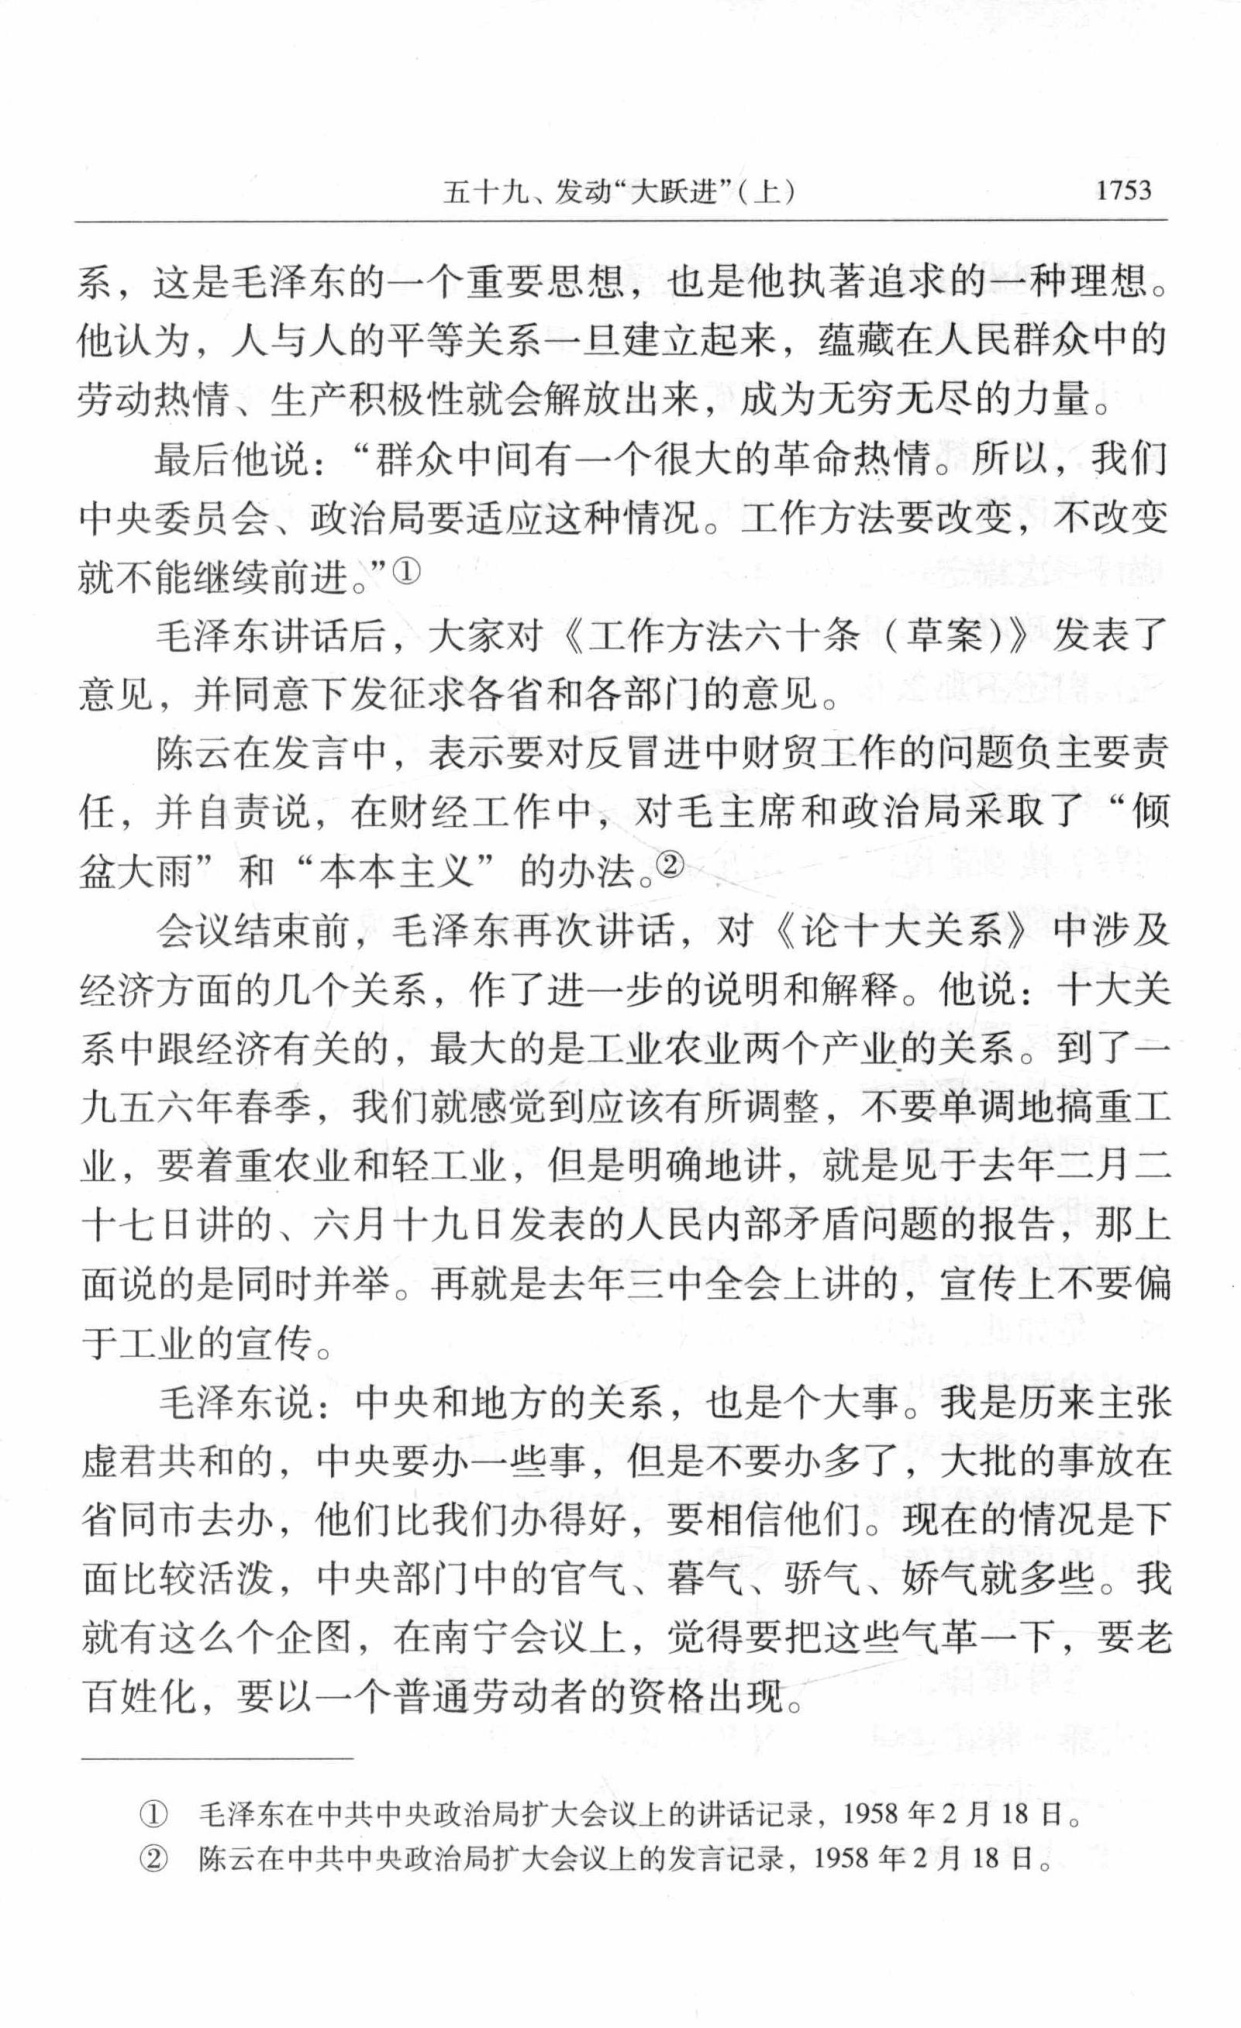 五十九、发动“大跃进”（上）　1753
系，这是毛泽东的一个重要思想，也是他执著追求的一种理想。
他认为，人与人的平等关系一旦建立起来，蕴藏在人民群众中的
劳动热情、生产积极性就会解放出来，成为无穷无尽的力量。
最后他说：“群众中间有一个很大的革命热情。所以，我们
中央委员会、政治局要适应这种情况。工作方法要改变，不改变
就不能继续前进。”①
毛泽东讲话后，大家对《工作方法六十条（草案）》发表了
意见，并同意下发征求各省和各部门的意见。
陈云在发言中，表示要对反冒进中财贸工作的问题负主要责
任，并自责说，在财经工作中，对毛主席和政治局采取了“倾
盆大雨”和“本本主义”的办法。②
会议结束前，毛泽东再次讲话，对《论十大关系》中涉及
经济方面的几个关系，作了进一步的说明和解释。他说：十大关
系中跟经济有关的，最大的是工业农业两个产业的关系。到了一
九五六年春季，我们就感觉到应该有所调整，不要单调地搞重工
业，要着重农业和轻工业，但是明确地讲，就是见于去年二月二
十七日讲的、六月十九日发表的人民内部矛盾问题的报告，那上
面说的是同时并举。再就是去年三中全会上讲的，宣传上不要偏
于工业的宣传。
毛泽东说：中央和地方的关系，也是个大事。我是历来主张
虚君共和的，中央要办一些事，但是不要办多了，大批的事放在
省同市去办，他们比我们办得好，要相信他们。现在的情况是下
面比较活泼，中央部门中的官气、暮气、骄气、娇气就多些。我
就有这么个企图，在南宁会议上，觉得要把这些气革一下，要老
百姓化，要以一个普通劳动者的资格出现。
①　毛泽东在中共中央政治局扩大会议上的讲话记录，1958 年 2 月 18 日。
②　陈云在中共中央政治局扩大会议上的发言记录，1958 年 2 月 18 日。